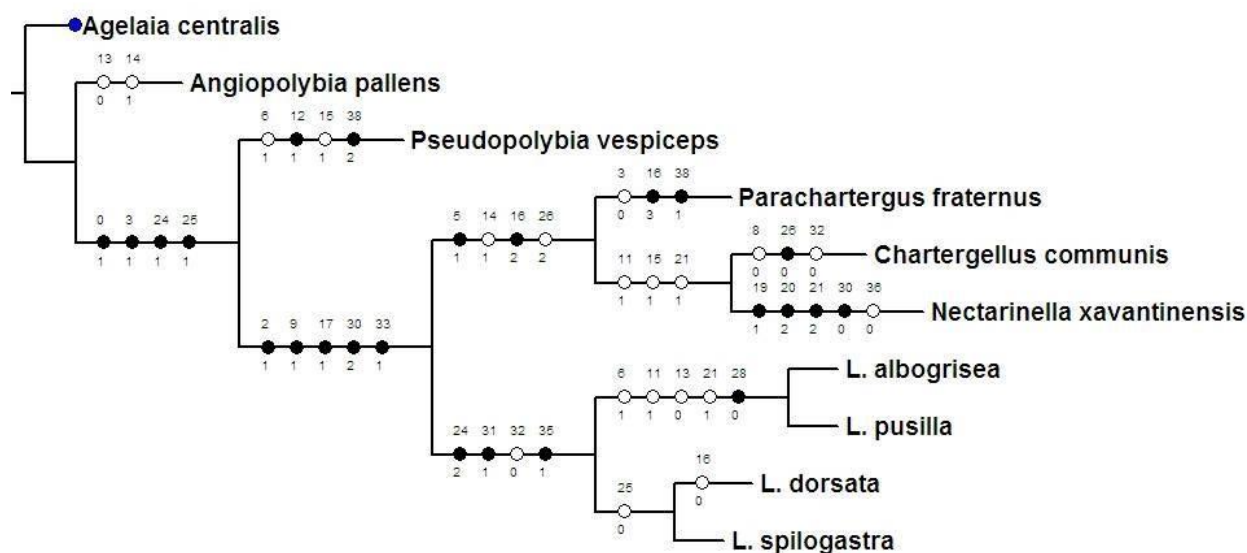 Agelaia centralis
13 14
0 1
Angiopolybia pallens
6 12 15 38
1 1 1 2
Pseudopolybia vespiceps
3 16 38
0 3 1
Parachartergus fraternus
0 3 24 25
1 1 1 1
5 14 16 26
1 1 2 2
8 26 32
0 0 0
Chartergellus communis
11 15 21
1 1 1
19 20 21 30 36
1 2 2 0 0
Nectarinella xavantinensis
2 9 17 30 33
1 1 1 2 1
6 11 13 21 28
1 1 0 1 0
L. albogrisea
L. pusilla
24 31 32 35
2 1 0 1
16
0
L. dorsata
25
0
L. spilogastra